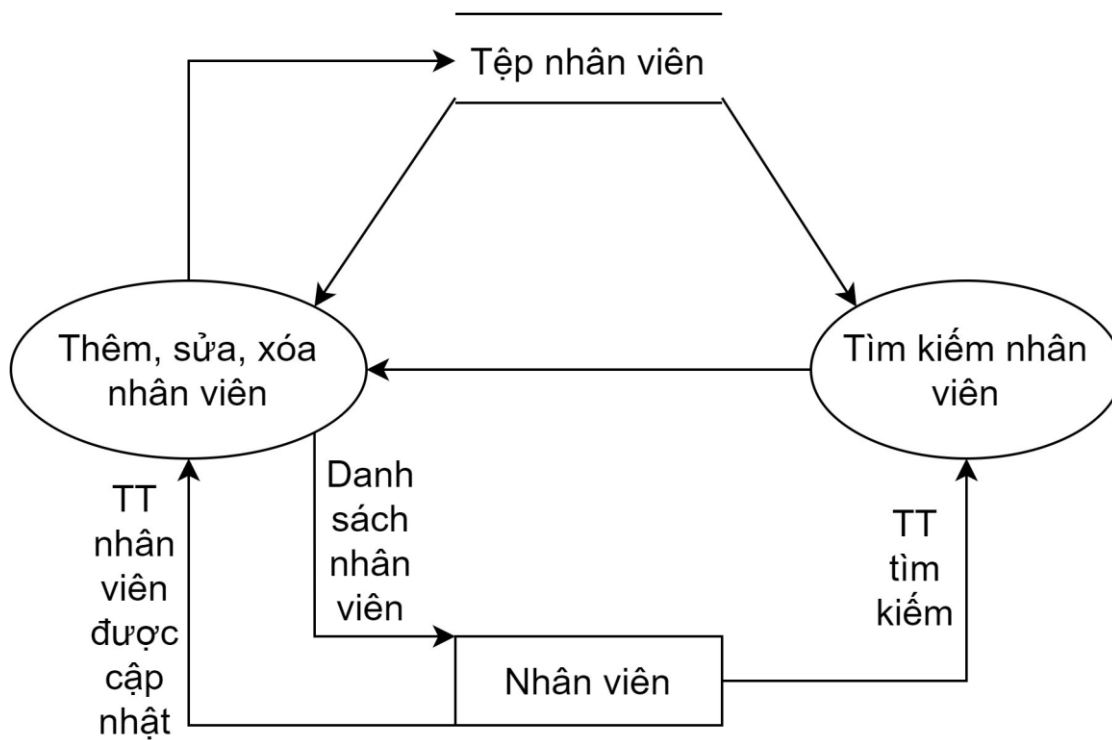 Tệp nhân viên
Thêm, sửa, xóa
nhân viên
Tìm kiếm nhân
viên
TT
nhân
viên
được
cập
nhật
Danh
sách
nhân
viên
TT
tìm
kiếm
Nhân viên